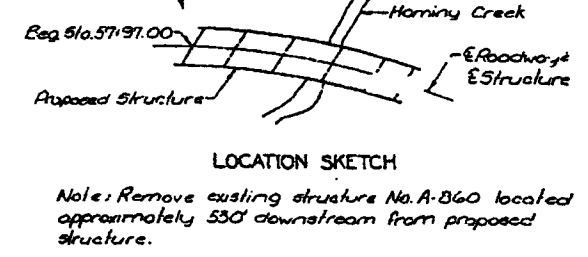 Hominy Creek
Beg. Sta. 57+97.00
℄ Roadway &
℄ Structure
Proposed Structure
LOCATION SKETCH
Note: Remove existing structure No. A-860 located
approximately 530' downstream from proposed
structure.